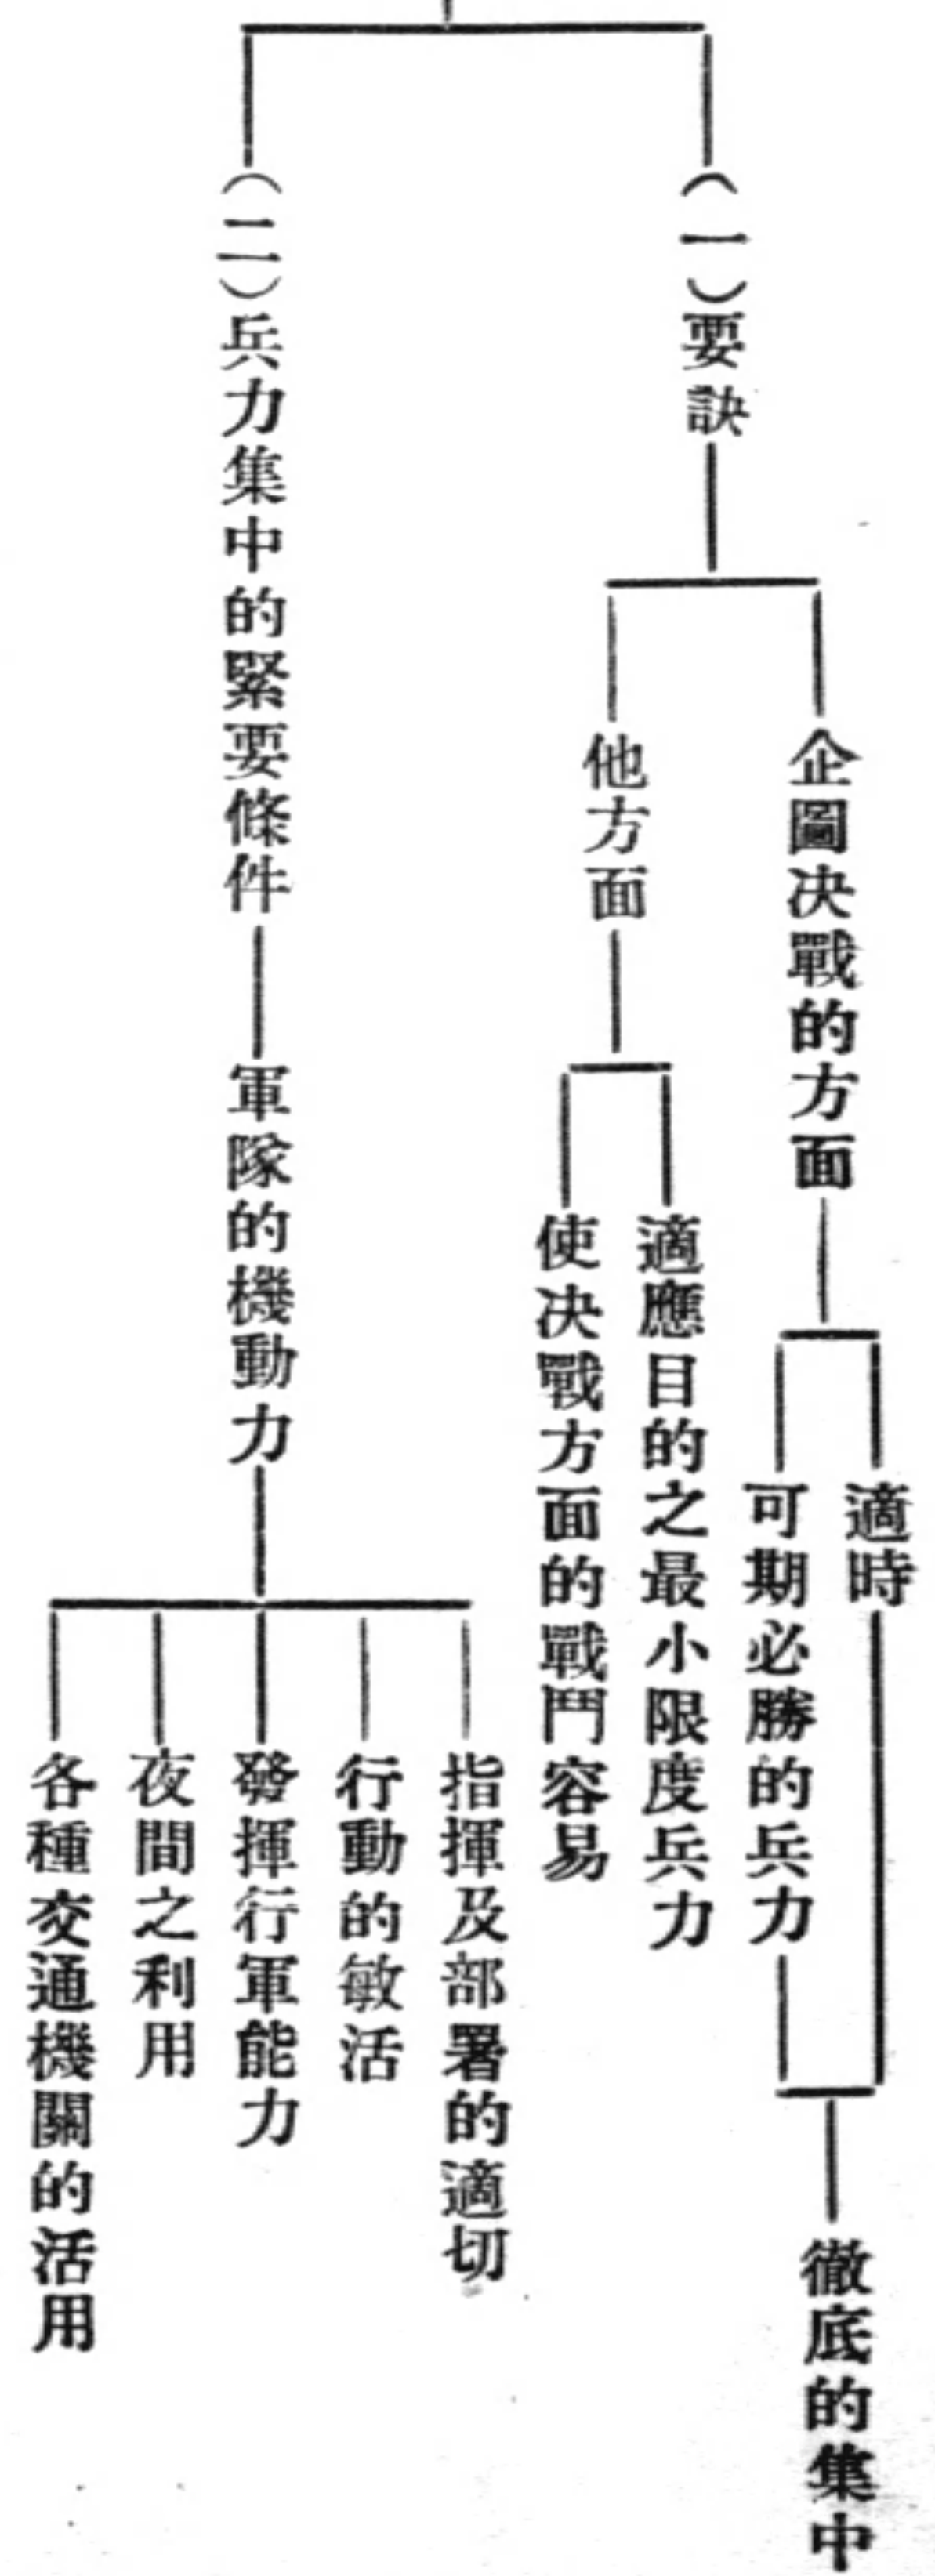 （一）要訣
企圖决戰的方面
適時
可期必勝的兵力
徹底的集中
他方面
適應目的之最小限度兵力
使决戰方面的戰鬥容易
（二）兵力集中的緊要條件
軍隊的機動力
指揮及部署的適切
行動的敏活
發揮行軍能力
夜間之利用
各種交通機關的活用